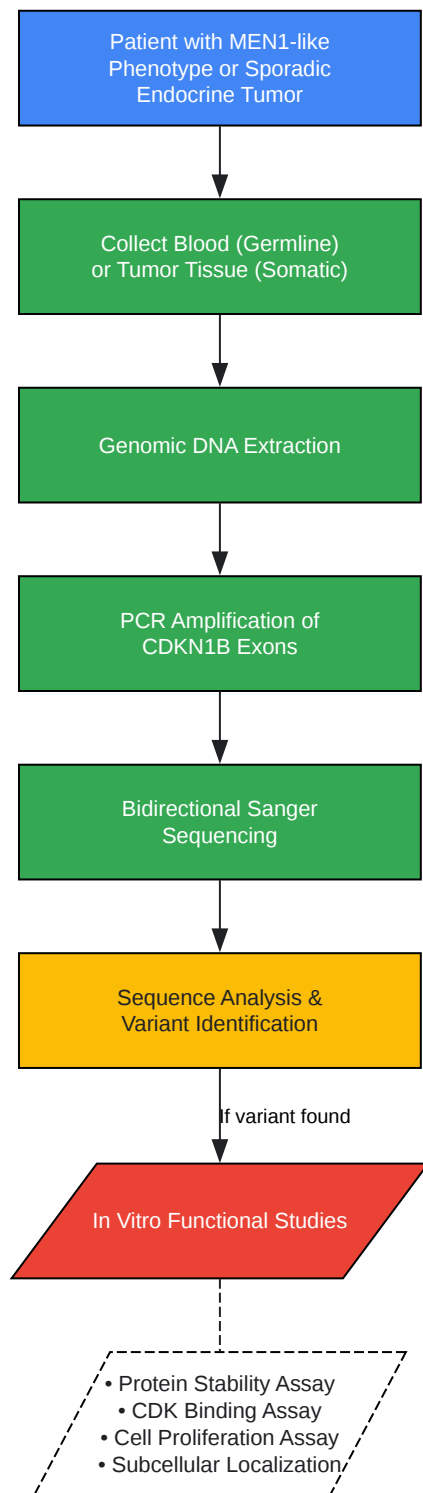 Patient with MEN1-like
Phenotype or Sporadic
Endocrine Tumor
Collect Blood (Germline)
or Tumor Tissue (Somatic)
Genomic DNA Extraction
PCR Amplification of
CDKN1B Exons
Bidirectional Sanger
Sequencing
Sequence Analysis &
Variant Identification
If variant found
In Vitro Functional Studies
• Protein Stability Assay
• CDK Binding Assay
• Cell Proliferation Assay
• Subcellular Localization